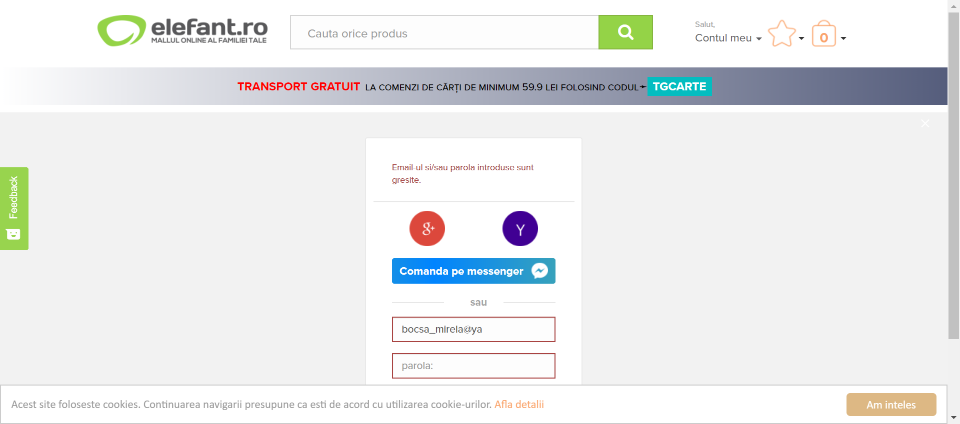 elefant.ro
MALLUL ONLINE AL FAMILIEI TALE
Cauta orice produs
Salut,
Contul meu
0
TRANSPORT GRATUIT LA COMENZI DE CĂRȚI DE MINIMUM 59.9 LEI FOLOSIND CODUL TGCARTE
Feedback
Email-ul si/sau parola introduse sunt
gresite.
g+
Y
Comanda pe messenger
sau
bocsa_mirela@ya
parola:
Acest site foloseste cookies. Continuarea navigarii presupune ca esti de acord cu utilizarea cookie-urilor. Afla detalii
Am inteles